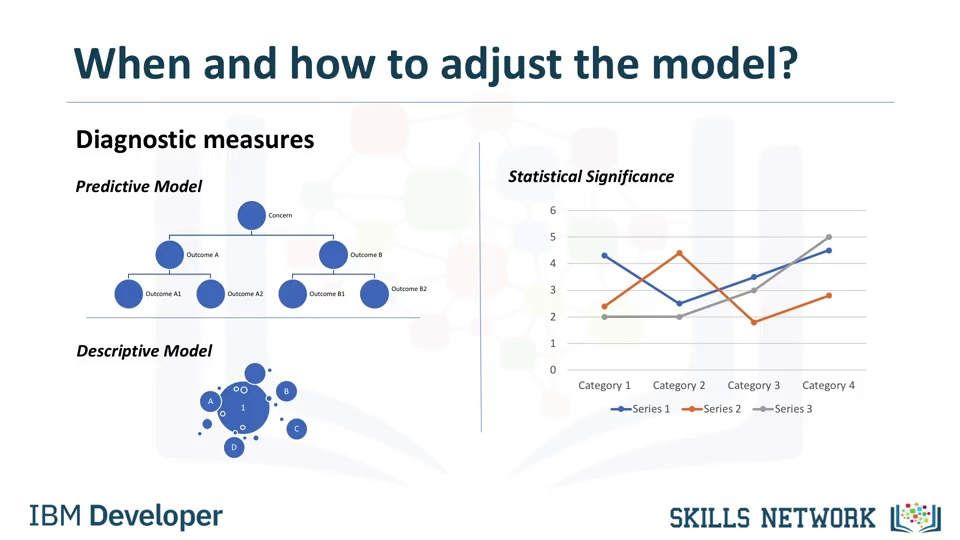 When and how to adjust the model?
Diagnostic measures
Predictive Model
Concern
Outcome A
Outcome B
Outcome A1
Outcome A2
Outcome B1
Outcome B2
Descriptive Model
A
B
1
C
D
Statistical Significance
6
5
4
3
2
1
0
Category 1 Category 2 Category 3 Category 4
Series 1 Series 2 Series 3
IBM Developer
SKILLS NETWORK